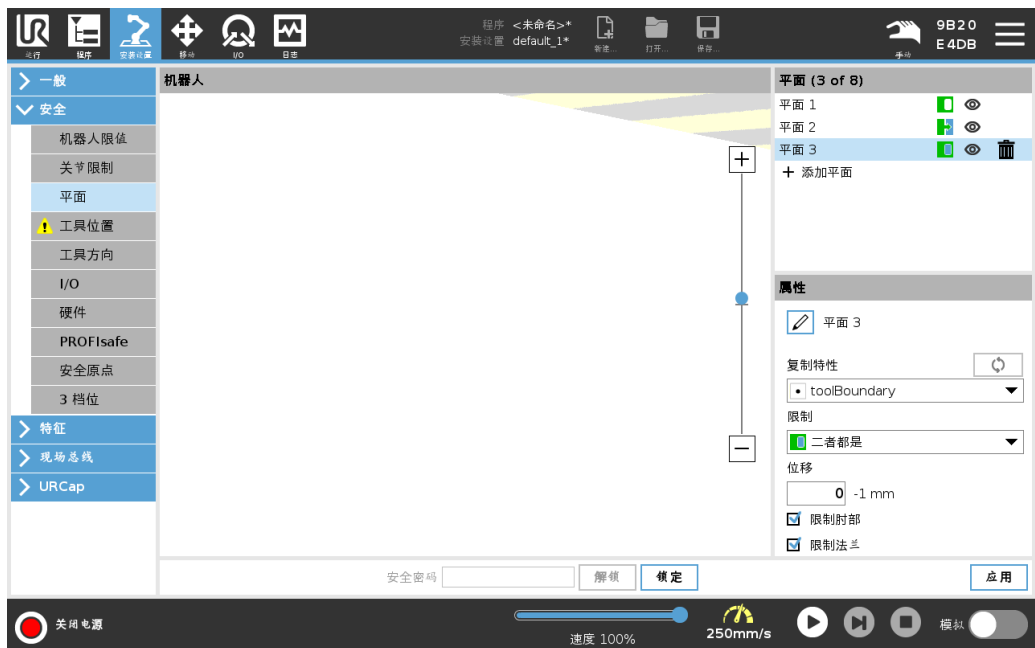 程序 <未命名>*
9B20
安装设置 default_1*
E4DB
运行 程序 安装设置 移动 I/O 日志 新建... 打开... 保存... 手动
一般
机器人
平面 (3 of 8)
安全
平面 1
平面 2
机器人限值
平面 3
关节限制
添加平面
平面
工具位置
工具方向
I/O
属性
硬件
平面 3
PROFIsafe
安全原点
复制特性
3 档位
toolBoundary
特征
限制
现场总线
二者都是
URCap
位移
0 -1 mm
限制肘部
限制法兰
安全密码 解锁 锁定 应用
关闭电源
速度 100%
250mm/s
模拟